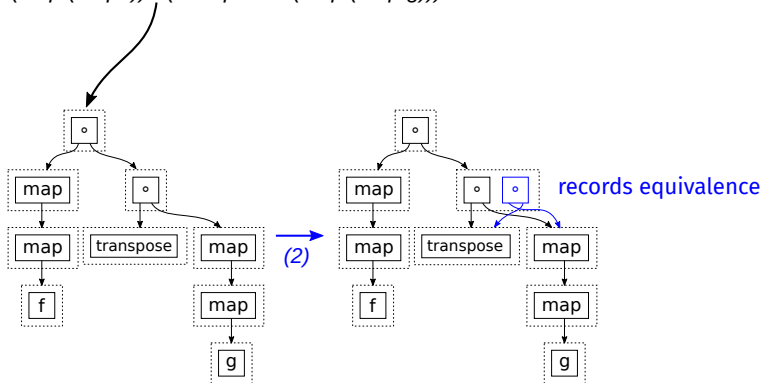 ∘ ∘
map ∘ map ∘ ∘ records equivalence
map transpose map (2) map transpose map
f map f map
g g